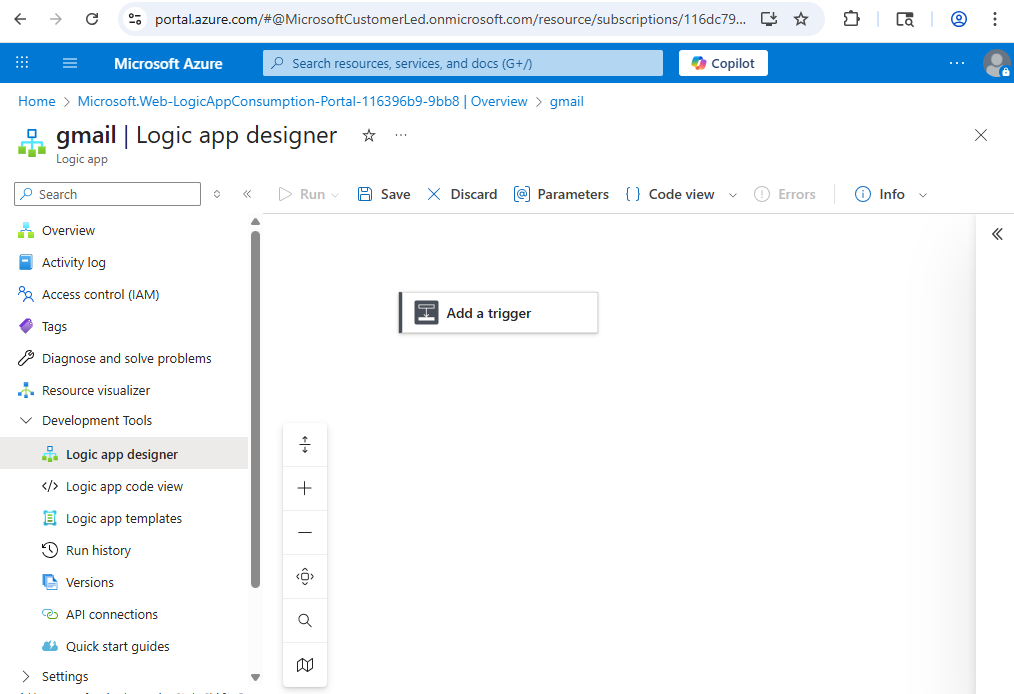 portal.azure.com/#@MicrosoftCustomerLed.onmicrosoft.com/resource/subscriptions/116dc79...
Microsoft Azure
Search resources, services, and docs (G+/)
Copilot
Home > Microsoft.Web-LogicAppConsumption-Portal-116396b9-9bb8 | Overview > gmail
gmail | Logic app designer
Logic app
Search
Run
Save
Discard
Parameters
Code view
Errors
Info
Overview
Activity log
Access control (IAM)
Tags
Diagnose and solve problems
Resource visualizer
Development Tools
Logic app designer
Logic app code view
Logic app templates
Run history
Versions
API connections
Quick start guides
Settings
Add a trigger